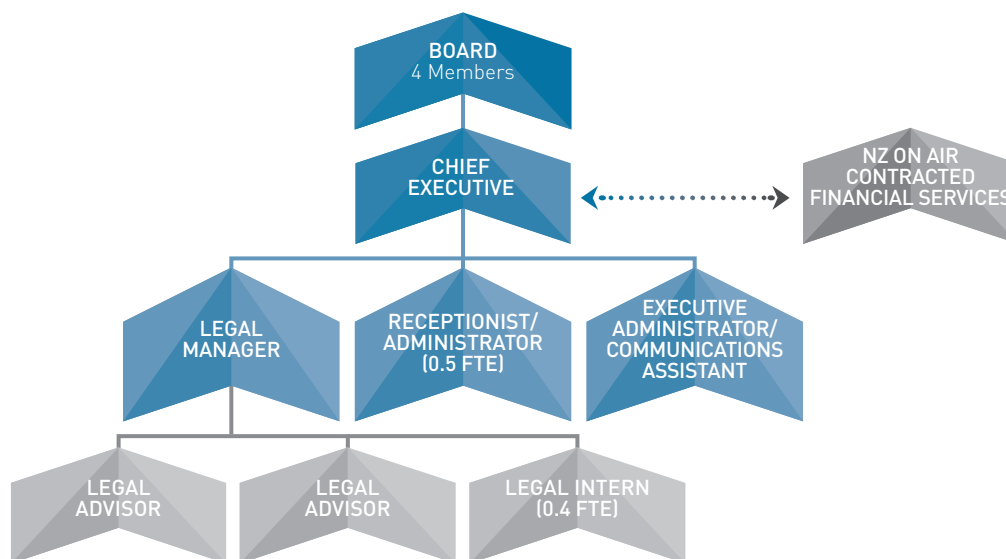 BOARD
4 Members
CHIEF
EXECUTIVE
NZ ON AIR
CONTRACTED
FINANCIAL SERVICES
LEGAL
MANAGER
RECEPTIONIST/
ADMINISTRATOR
(0.5 FTE)
EXECUTIVE
ADMINISTRATOR/
COMMUNICATIONS
ASSISTANT
LEGAL
ADVISOR
LEGAL
ADVISOR
LEGAL INTERN
(0.4 FTE)